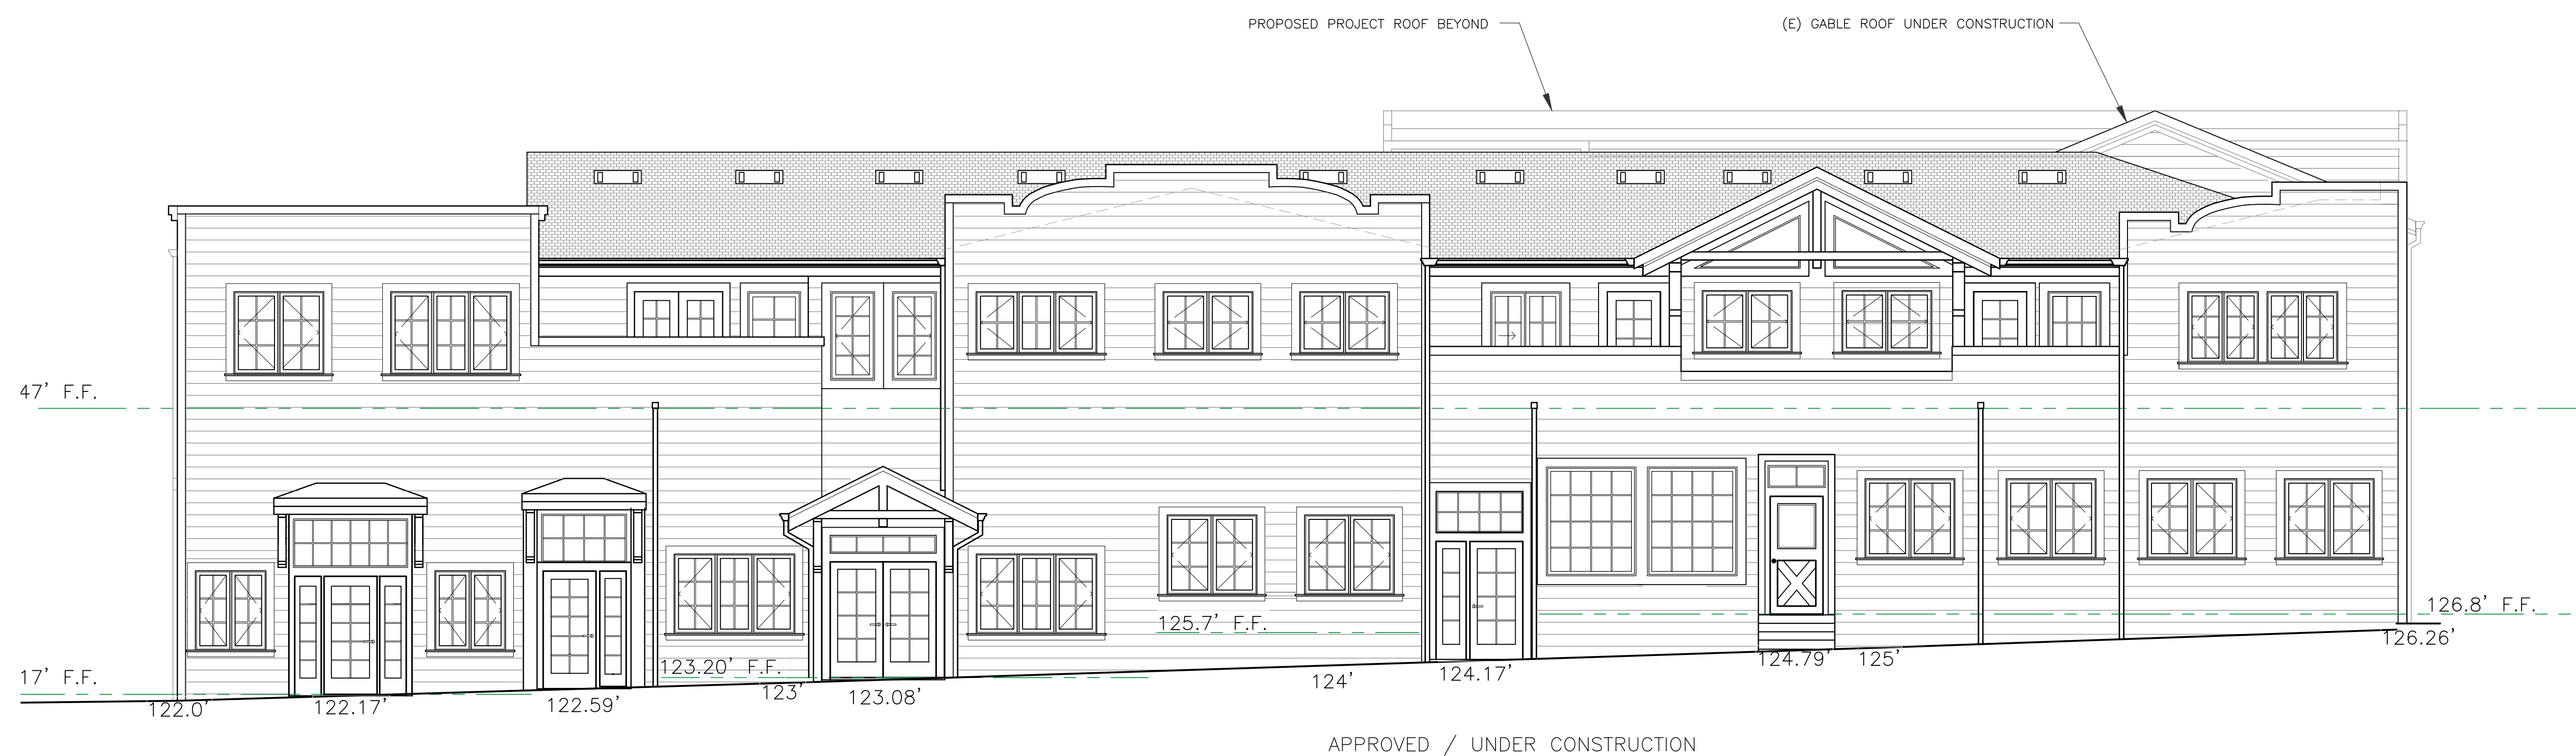 PROPOSED PROJECT ROOF BEYOND
(E) GABLE ROOF UNDER CONSTRUCTION
47' F.F.
126.8' F.F.
125.7' F.F.
126.26'
124.79'
125'
123.20' F.F.
124.17'
17' F.F.
124'
123'
123.08'
122.0'
122.17'
122.59'
APPROVED / UNDER CONSTRUCTION